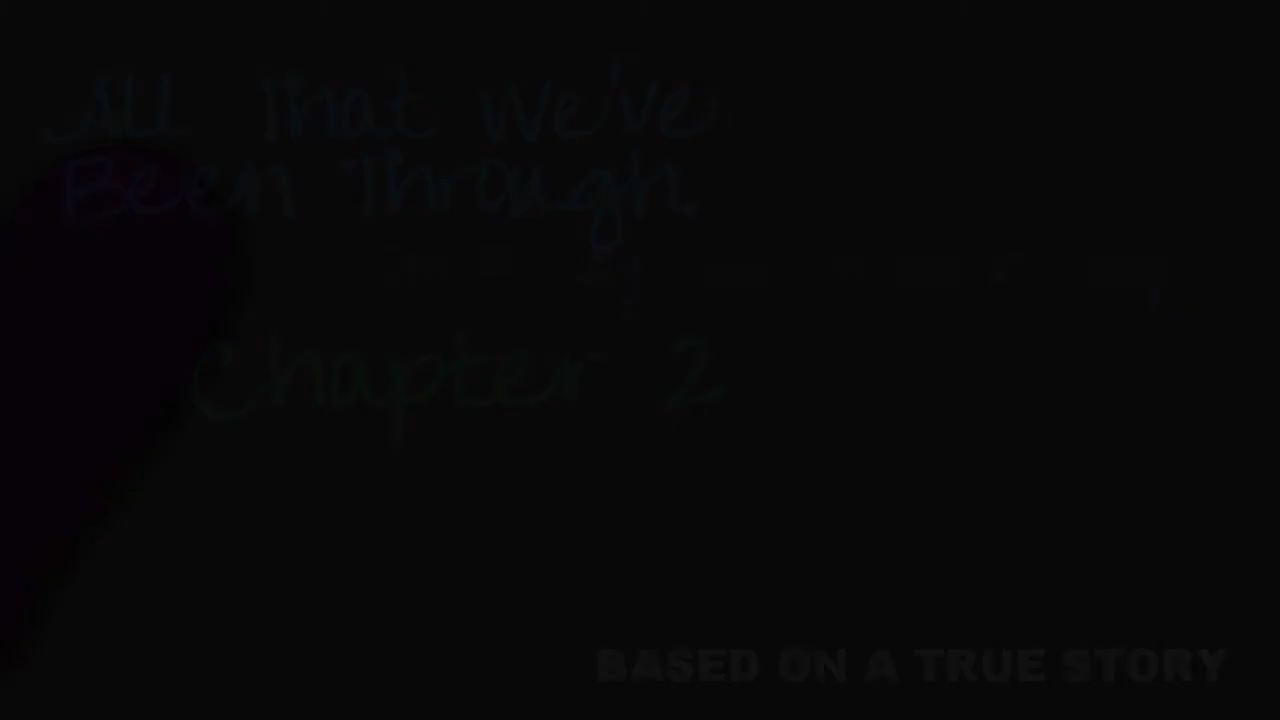 All That We've
Been Through
Chapter 2
BASED ON A TRUE STORY